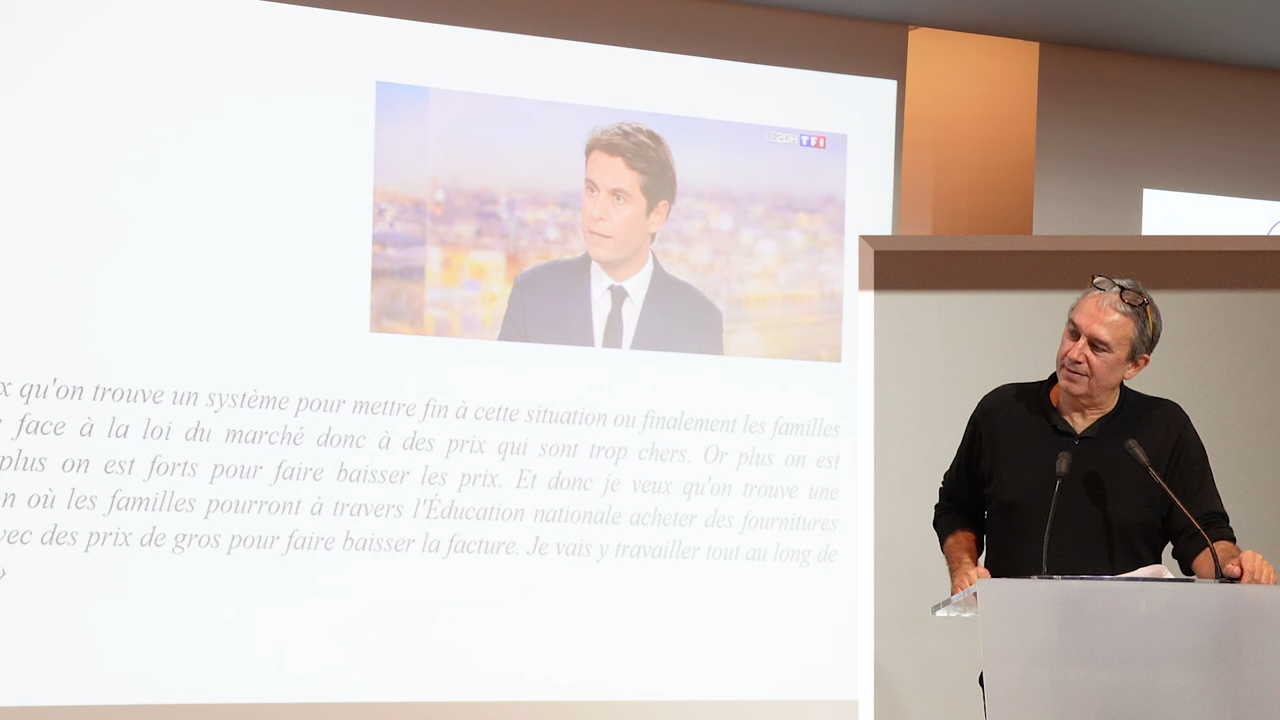 LE20H TF1
qu'on trouve un système pour mettre fin à cette situation ou finalement les familles
face à la loi du marché donc à des prix qui sont trop chers. Or plus on est
plus on est forts pour faire baisser les prix. Et donc je veux qu'on trouve une
où les familles pourront à travers l'Éducation nationale acheter des fournitures
des prix de gros pour faire baisser la facture. Je vais y travailler tout au long de